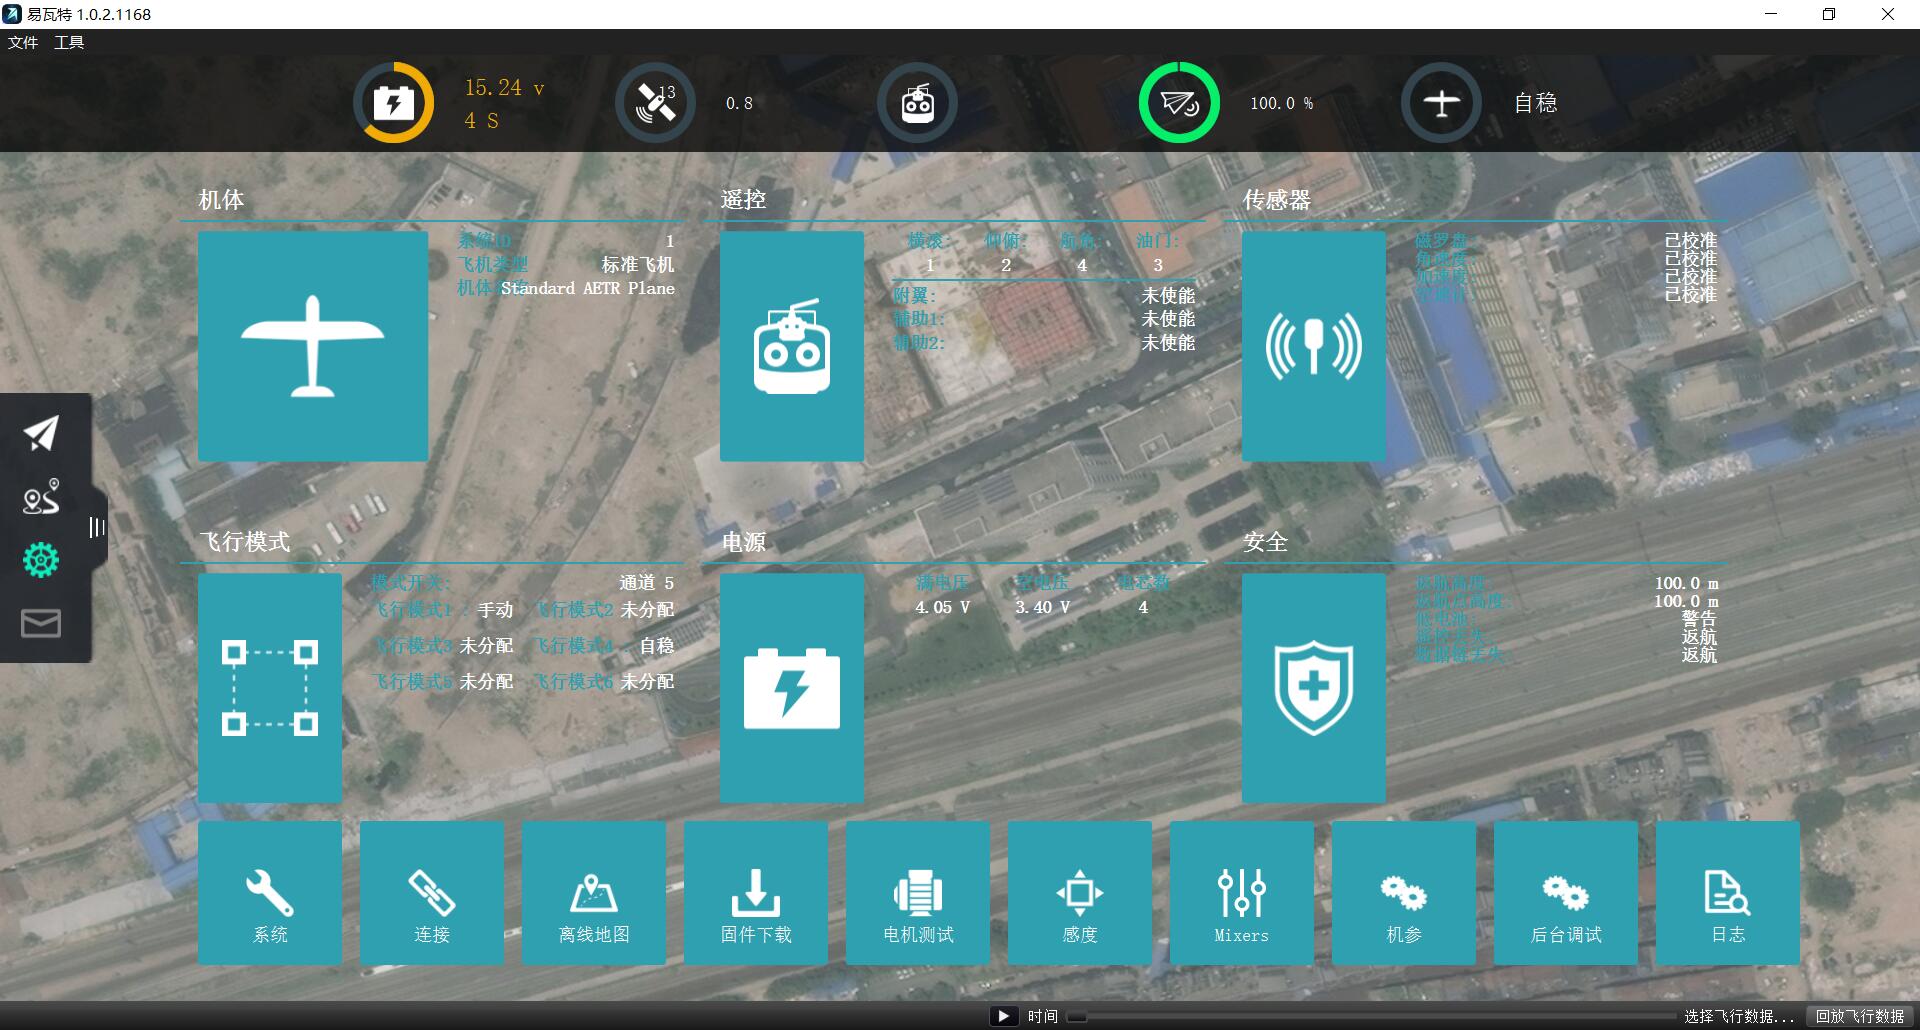 易瓦特 1.0.2.1168
文件 工具
15.24 v
4 S
13
0.8
100.0 %
自稳
机体
系统ID 1
飞机类型 标准飞机
机体 Standard AETR Plane
遥控
横滚: 仰俯: 航角: 油门:
1 2 4 3
附翼: 未使能
辅助1: 未使能
辅助2: 未使能
传感器
磁罗盘: 已校准
角速度: 已校准
加速度: 已校准
已校准
飞行模式
模式开关: 通道 5
飞行模式1 : 手动 飞行模式2 未分配
飞行模式3 未分配 飞行模式4 : 自稳
飞行模式5 未分配 飞行模式6 未分配
电源
满电压 空电压 电芯数
4.05 V 3.40 V 4
安全
返航高度: 100.0 m
返航点高度: 100.0 m
低电池: 警告
遥控丢失: 返航
数据链丢失: 返航
系统 连接 离线地图 固件下载 电机测试 感度 Mixers 机参 后台调试 日志
时间 选择飞行数据... 回放飞行数据